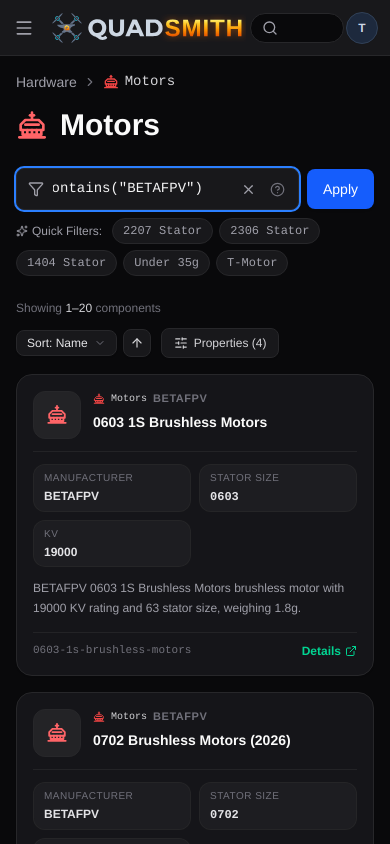 QUADSMITH
T
Hardware > Motors
Motors
ontains("BETAFPV")
Apply
Quick Filters: 2207 Stator 2306 Stator
1404 Stator Under 35g T-Motor
Showing 1–20 components
Sort: Name Properties (4)
Motors BETAFPV
0603 1S Brushless Motors
MANUFACTURER STATOR SIZE
BETAFPV 0603
KV
19000
BETAFPV 0603 1S Brushless Motors brushless motor with
19000 KV rating and 63 stator size, weighing 1.8g.
0603-1s-brushless-motors Details
Motors BETAFPV
0702 Brushless Motors (2026)
MANUFACTURER STATOR SIZE
BETAFPV 0702